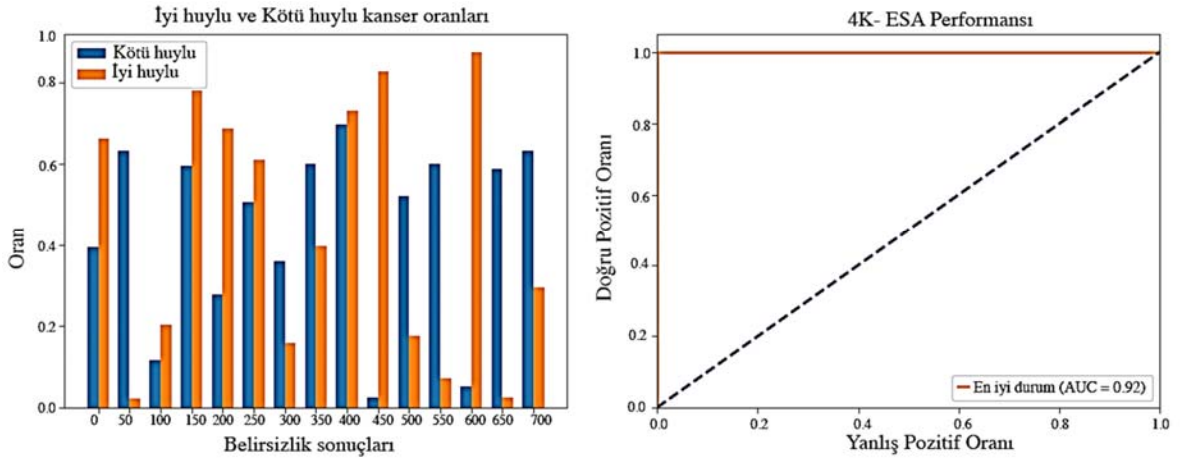 İyi huylu ve Kötü huylu kanser oranları
1.0
0.8
0.6
0.4
0.2
0.0
Oran
Kötü huylu
İyi huylu
0 50 100 150 200 250 300 350 400 450 500 550 600 650 700
Belirsizlik sonuçları
4K- ESA Performansı
1.0
0.8
0.6
0.4
0.2
0.0
Doğru Pozitif Oranı
En iyi durum (AUC = 0.92)
0.0 0.2 0.4 0.6 0.8 1.0
Yanlış Pozitif Oranı